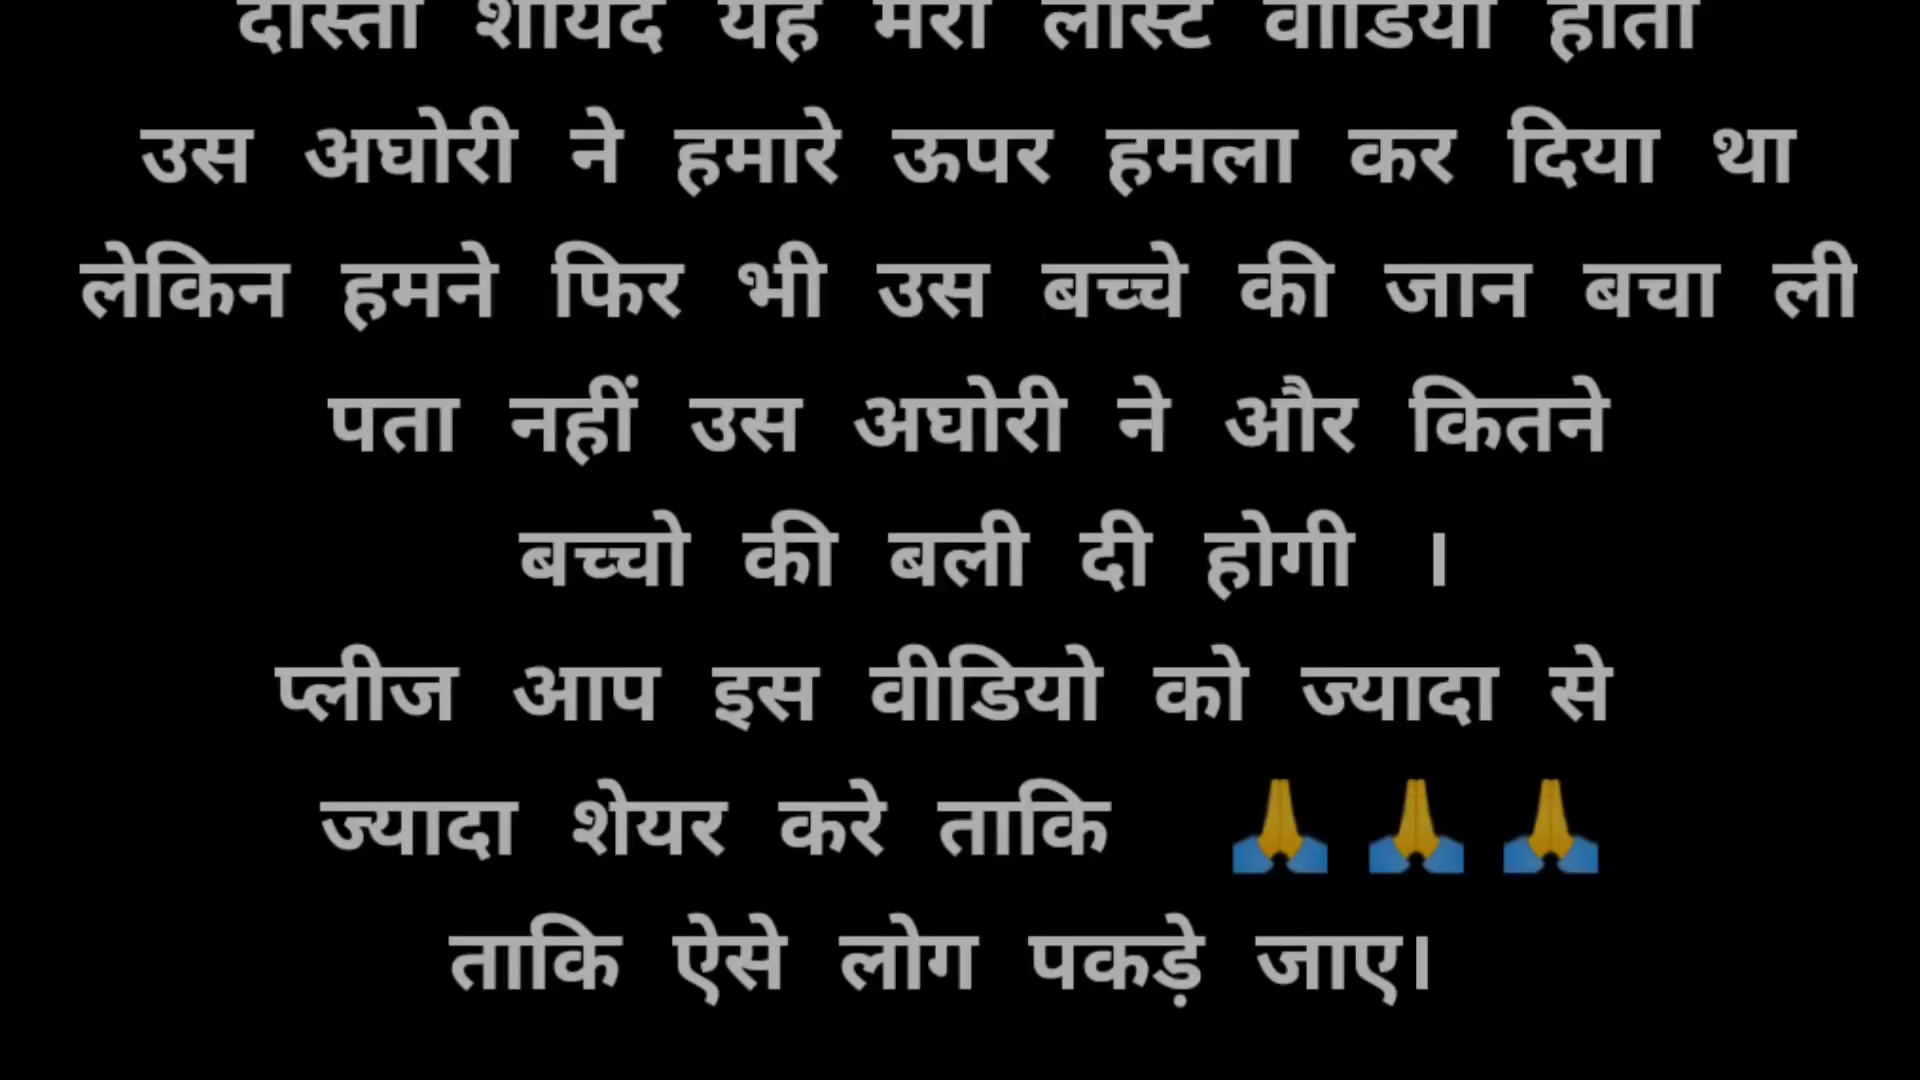 दोस्तो शायद यह मेरा लास्ट वीडियो होता
उस अघोरी ने हमारे ऊपर हमला कर दिया था
लेकिन हमने फिर भी उस बच्चे की जान बचा ली
पता नहीं उस अघोरी ने और कितने
बच्चो की बली दी होगी ।
प्लीज आप इस वीडियो को ज्यादा से
ज्यादा शेयर करे ताकि 🙏🙏🙏
ताकि ऐसे लोग पकड़े जाए।